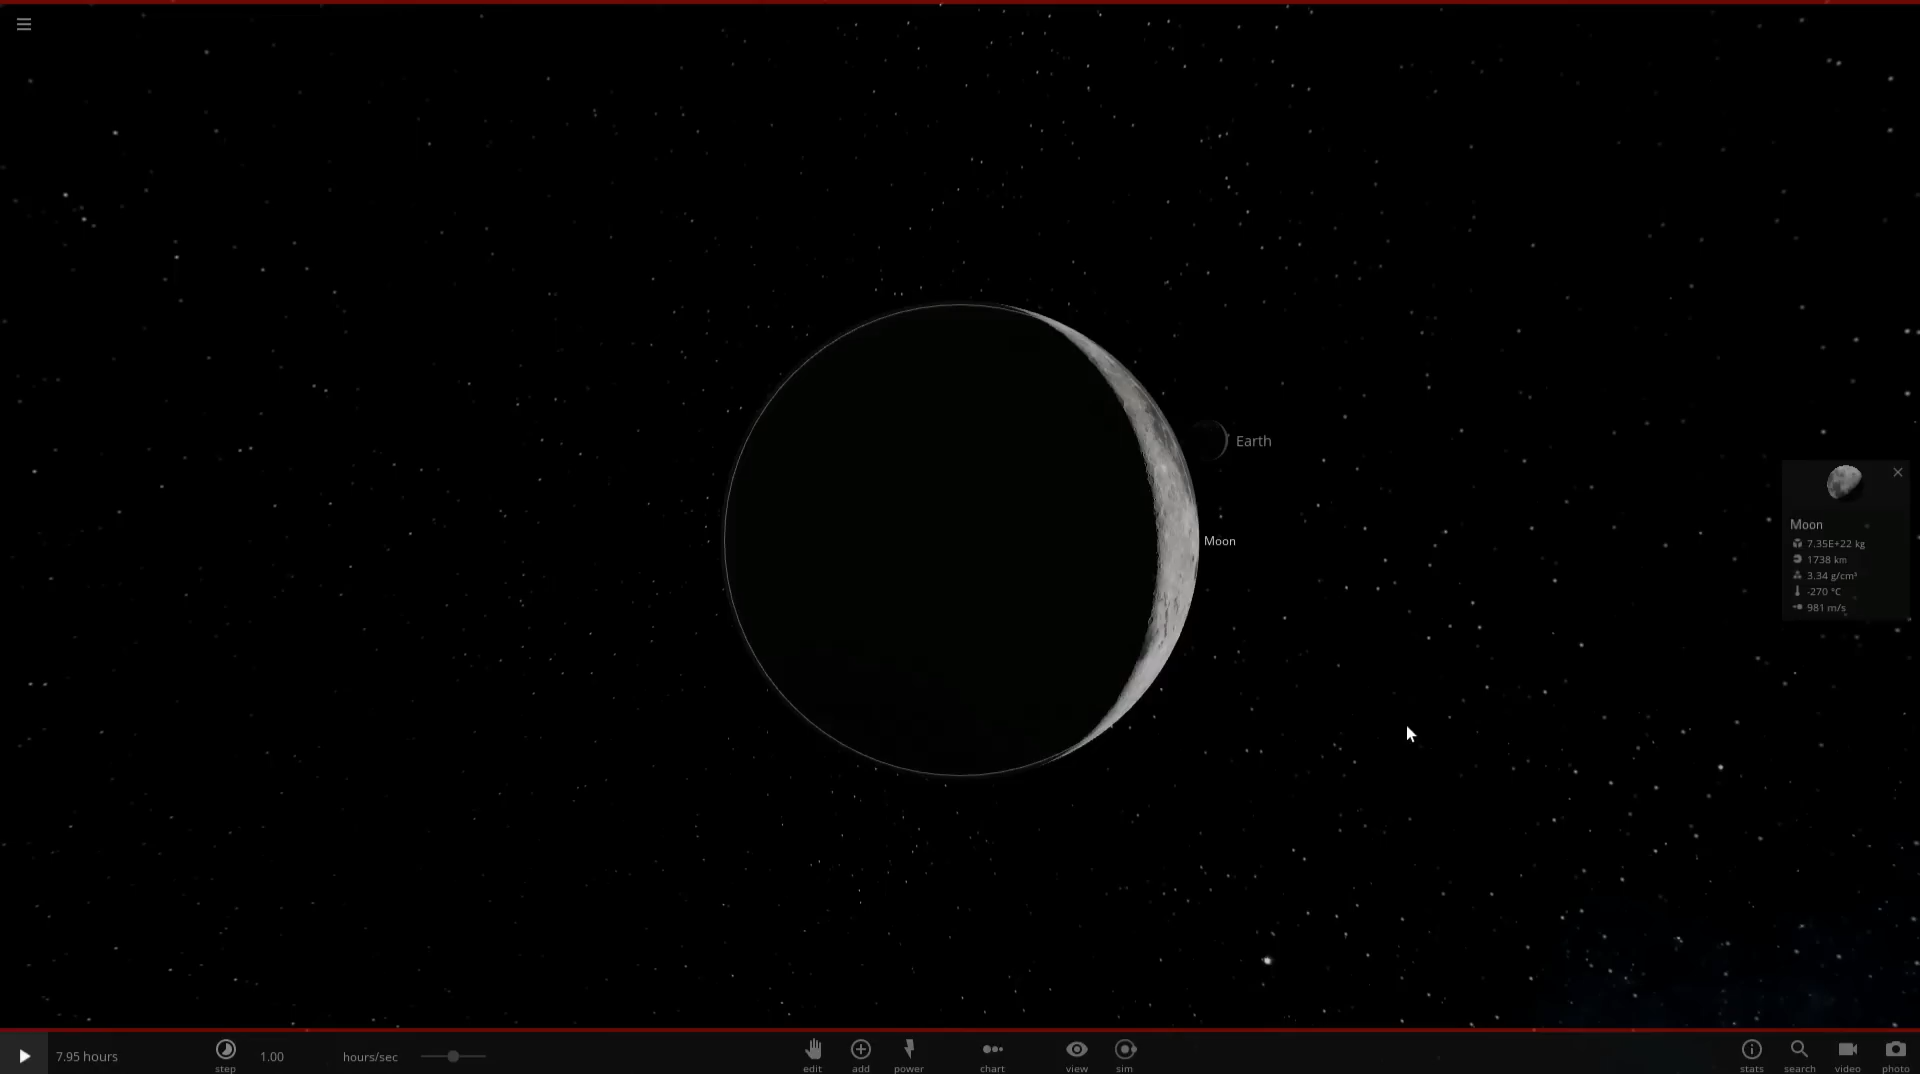 Earth
Moon
Moon
7.35E+22 kg
1738 km
3.34 g/cm³
-270 °C
981 m/s
7.95 hours
step
1.00
hours/sec
edit
add
power
chart
view
sim
stats
search
video
photo